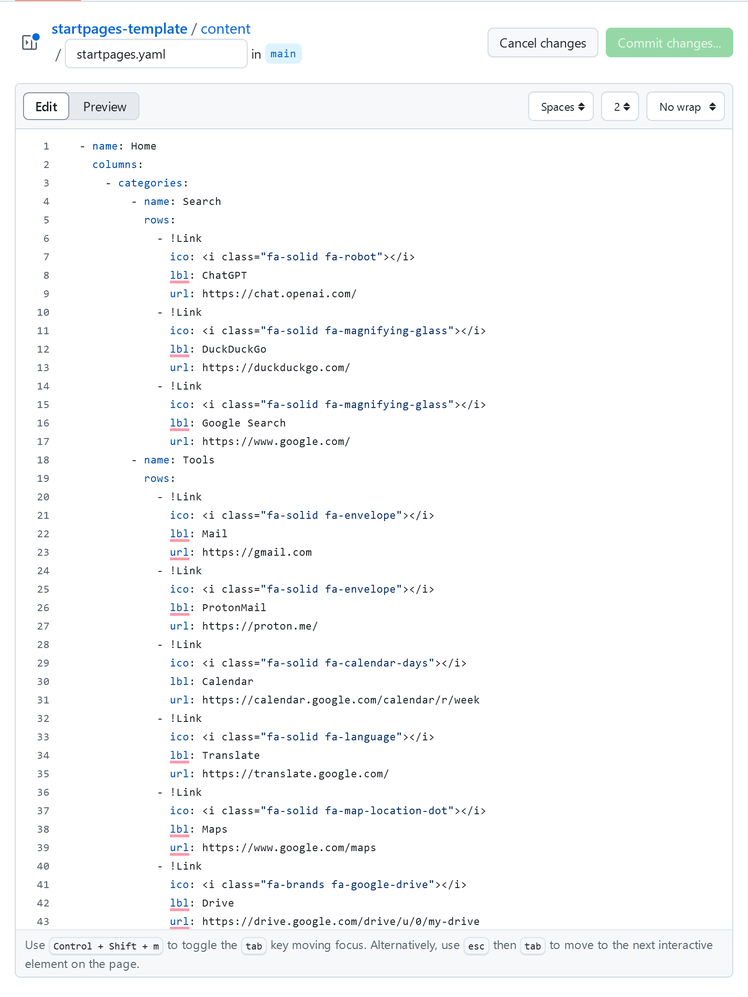 startpages-template / content
/ startpages.yaml in main
Cancel changes
Commit changes...
Edit
Preview
Spaces
2
No wrap
1 - name: Home
2 columns:
3 - categories:
4 - name: Search
5 rows:
6 - !Link
7 ico: <i class="fa-solid fa-robot"></i>
8 lbl: ChatGPT
9 url: https://chat.openai.com/
10 - !Link
11 ico: <i class="fa-solid fa-magnifying-glass"></i>
12 lbl: DuckDuckGo
13 url: https://duckduckgo.com/
14 - !Link
15 ico: <i class="fa-solid fa-magnifying-glass"></i>
16 lbl: Google Search
17 url: https://www.google.com/
18 - name: Tools
19 rows:
20 - !Link
21 ico: <i class="fa-solid fa-envelope"></i>
22 lbl: Mail
23 url: https://gmail.com
24 - !Link
25 ico: <i class="fa-solid fa-envelope"></i>
26 lbl: ProtonMail
27 url: https://proton.me/
28 - !Link
29 ico: <i class="fa-solid fa-calendar-days"></i>
30 lbl: Calendar
31 url: https://calendar.google.com/calendar/r/week
32 - !Link
33 ico: <i class="fa-solid fa-language"></i>
34 lbl: Translate
35 url: https://translate.google.com/
36 - !Link
37 ico: <i class="fa-solid fa-map-location-dot"></i>
38 lbl: Maps
39 url: https://www.google.com/maps
40 - !Link
41 ico: <i class="fa-brands fa-google-drive"></i>
42 lbl: Drive
43 url: https://drive.google.com/drive/u/0/my-drive
Use Control + Shift + m to toggle the tab key moving focus. Alternatively, use esc then tab to move to the next interactive
element on the page.